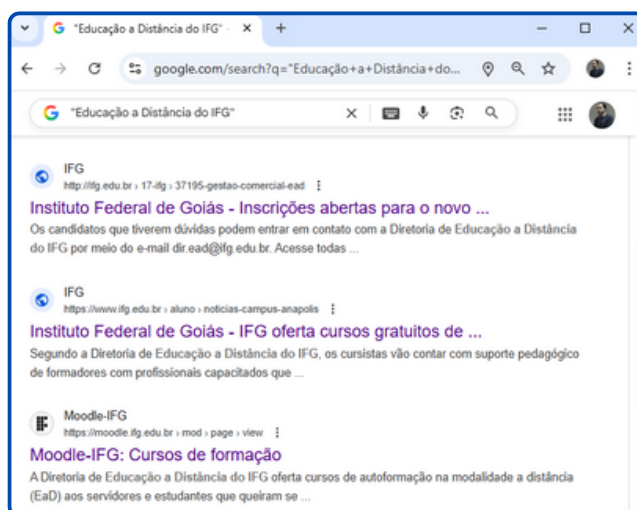 "Educação a Distância do IFG" -
google.com/search?q="Educação+a+Distância+do...
"Educação a Distância do IFG"
IFG
http://ifg.edu.br › 17-ifg › 37195-gestao-comercial-ead
Instituto Federal de Goiás - Inscrições abertas para o novo ...
Os candidatos que tiverem dúvidas podem entrar em contato com a Diretoria de Educação a Distância
do IFG por meio do e-mail dir.ead@ifg.edu.br. Acesse todas ...
IFG
https://www.ifg.edu.br › aluno › noticias-campus-anapolis
Instituto Federal de Goiás - IFG oferta cursos gratuitos de ...
Segundo a Diretoria de Educação a Distância do IFG, os cursistas vão contar com suporte pedagógico
de formadores com profissionais capacitados que ...
Moodle-IFG
https://moodle.ifg.edu.br › mod › page › view
Moodle-IFG: Cursos de formação
A Diretoria de Educação a Distância do IFG oferta cursos de autoformação na modalidade a distância
(EaD) aos servidores e estudantes que queiram se ...